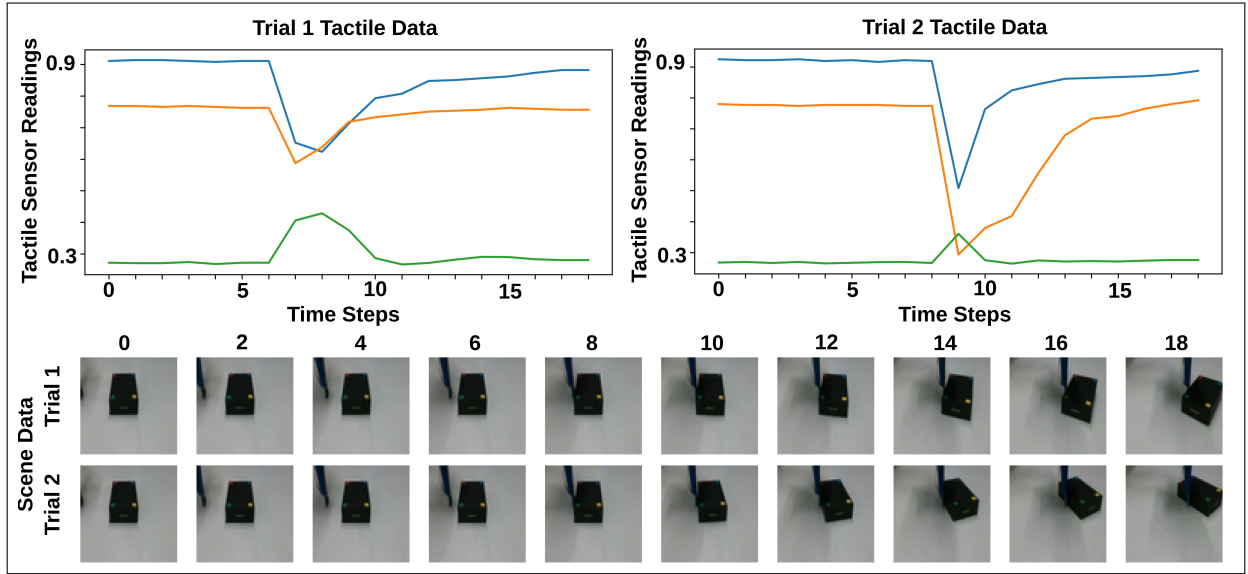 Trial 1 Tactile Data
Tactile Sensor Readings
0.9
0.3
0 5 10 15
Time Steps
Trial 2 Tactile Data
Tactile Sensor Readings
0.9
0.3
0 5 10 15
Time Steps
0 2 4 6 8 10 12 14 16 18
Scene Data
Trial 1
Trial 2